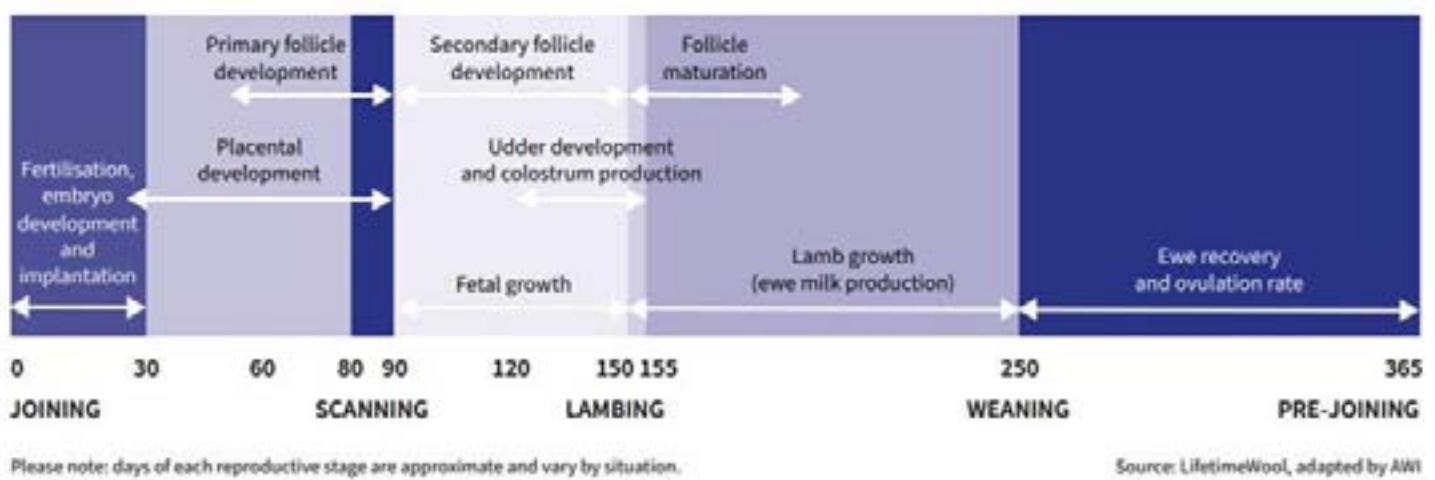 Primary follicle
development
Secondary follicle
development
Follicle
maturation
Fertilisation,
embryo
development
and
implantation
Placental
development
Udder development
and colostrum production
Fetal growth
Lamb growth
(ewe milk production)
Ewe recovery
and ovulation rate
0 30 60 80 90 120 150 155 250 365
JOINING SCANNING LAMBING WEANING PRE-JOINING
Please note: days of each reproductive stage are approximate and vary by situation.
Source: LifetimeWool, adapted by AWI